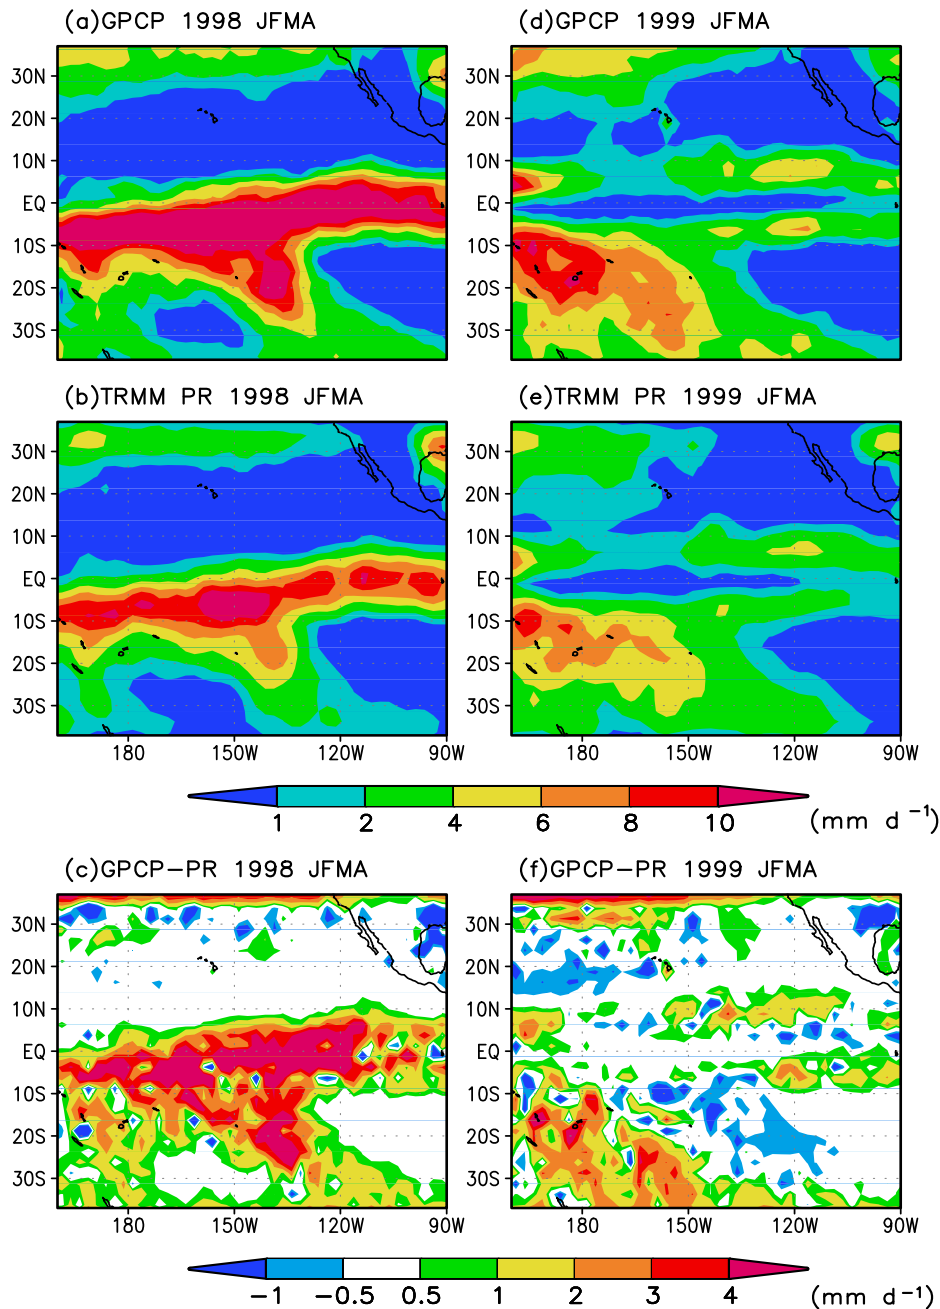 (a)GPCP 1998 JFMA
(d)GPCP 1999 JFMA
30N
20N
10N
EQ
10S
20S
30S
30N
20N
10N
EQ
10S
20S
30S
(b)TRMM PR 1998 JFMA
(e)TRMM PR 1999 JFMA
30N
20N
10N
EQ
10S
20S
30S
180 150W 120W 90W
30N
20N
10N
EQ
10S
20S
30S
180 150W 120W 90W
1 2 4 6 8 10 (mm d⁻¹)
(c)GPCP−PR 1998 JFMA
(f)GPCP−PR 1999 JFMA
30N
20N
10N
EQ
10S
20S
30S
180 150W 120W 90W
30N
20N
10N
EQ
10S
20S
30S
180 150W 120W 90W
−1 −0.5 0.5 1 2 3 4 (mm d⁻¹)